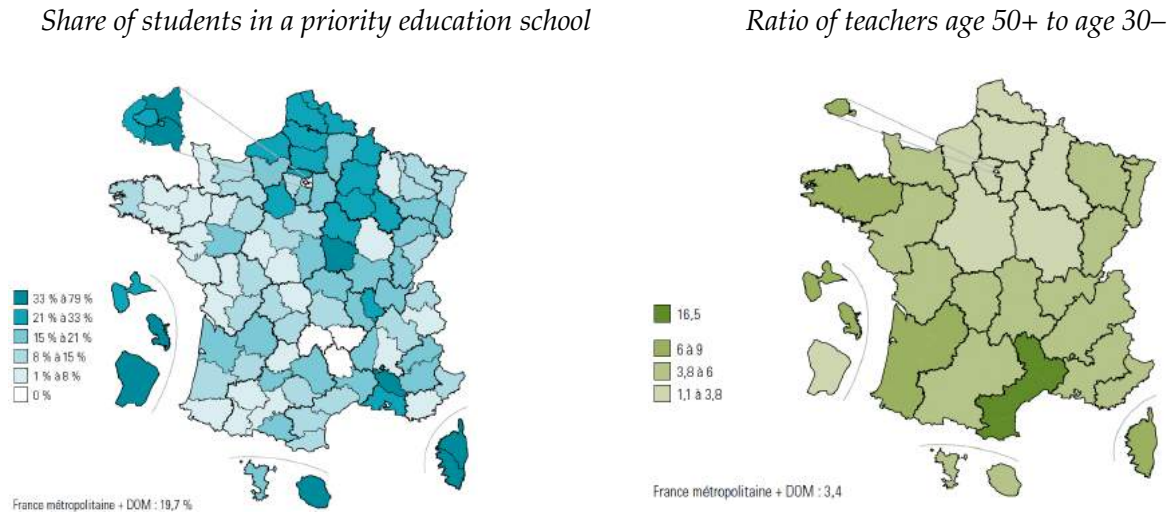 Share of students in a priority education school
Ratio of teachers age 50+ to age 30–
33 % à 79 %
21 % à 33 %
15 % à 21 %
8 % à 15 %
1 % à 8 %
0 %
France métropolitaine + DOM : 19,7 %
16,5
6 à 9
3,8 à 6
1,1 à 3,8
France métropolitaine + DOM : 3,4